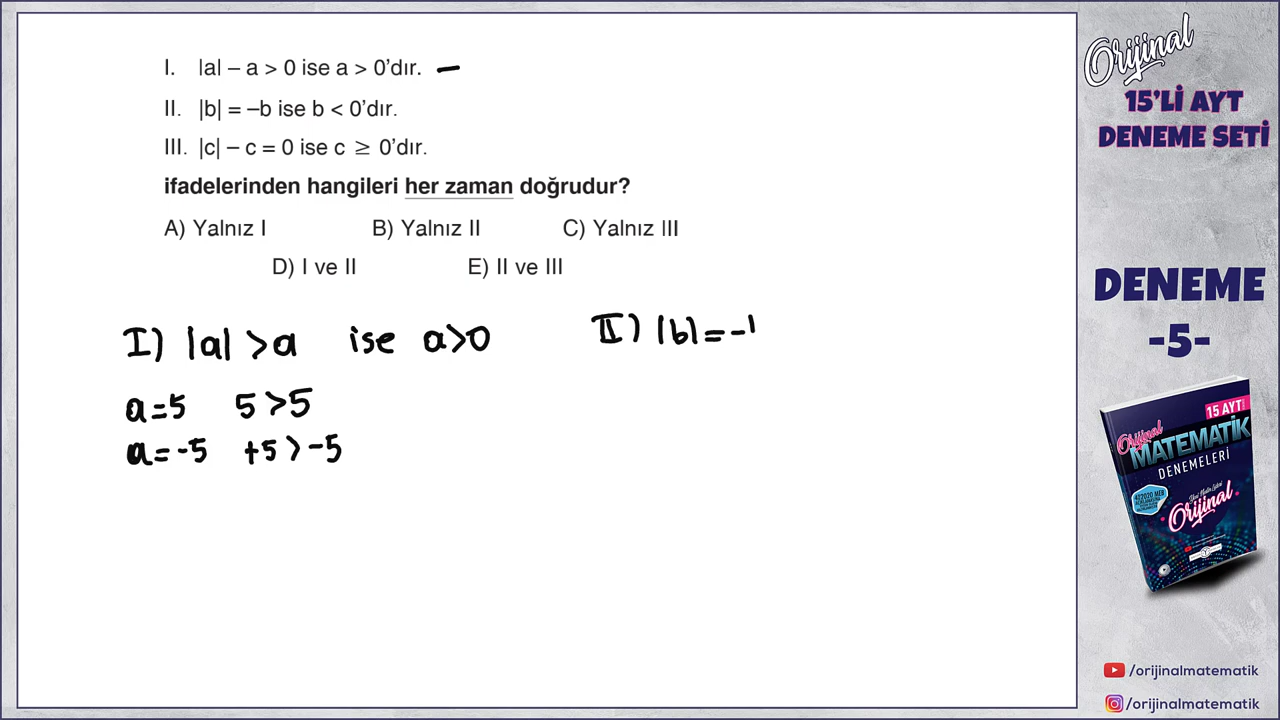 I. |a| – a > 0 ise a > 0'dır. –
II. |b| = –b ise b < 0'dır.
III. |c| – c = 0 ise c ≥ 0'dır.
ifadelerinden hangileri her zaman doğrudur?
A) Yalnız I B) Yalnız II C) Yalnız III
D) I ve II E) II ve III
I) |a| > a ise a>0
a=5 5>5
a=-5 +5>-5
II) |b|=-
Orijinal
15'Lİ AYT
DENEME SETİ
DENEME
-5-
15 AYT
Orijinal
MATEMATİK
DENEMELERİ
Orijinal
/orijinalmatematik
/orijinalmatematik